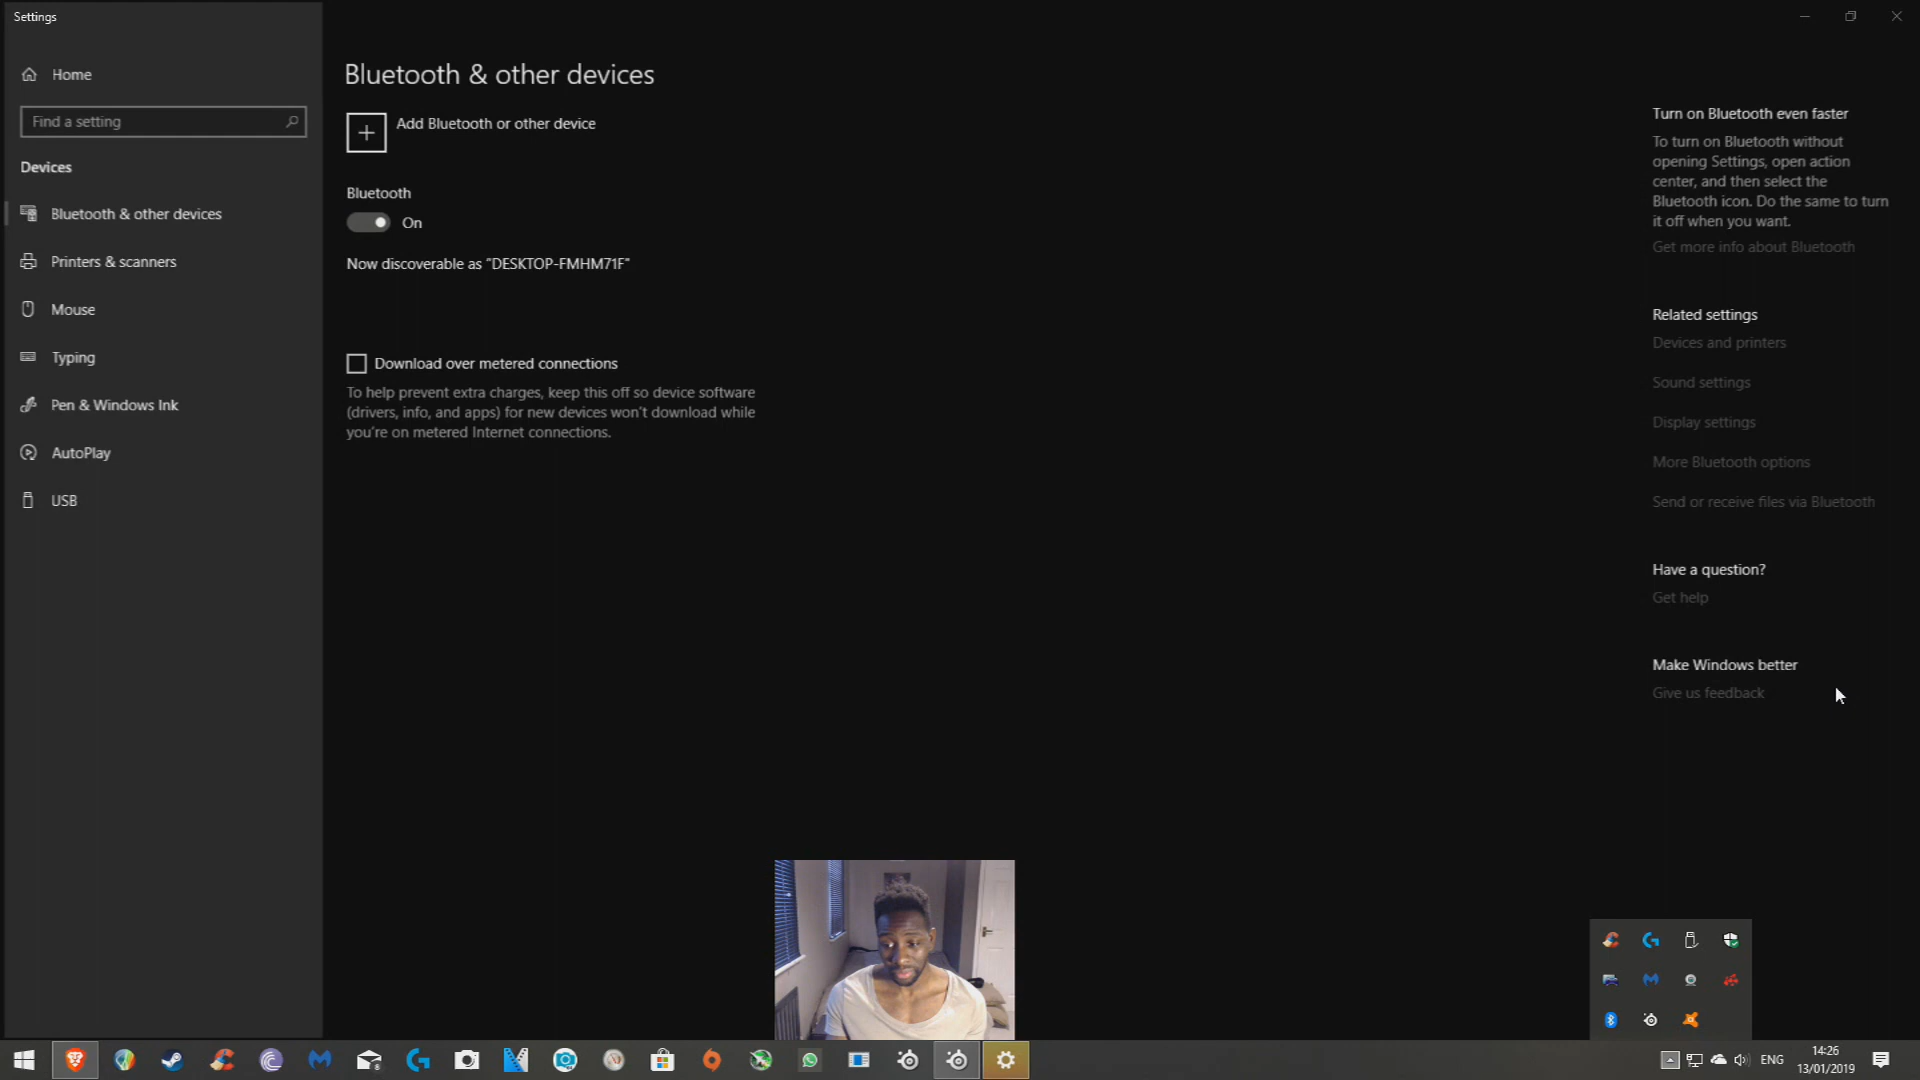 Settings
Home
Find a setting
Devices
Bluetooth & other devices
Printers & scanners
Mouse
Typing
Pen & Windows Ink
AutoPlay
USB
Bluetooth & other devices
Add Bluetooth or other device
Bluetooth
On
Now discoverable as "DESKTOP-FMHM71F"
Download over metered connections
To help prevent extra charges, keep this off so device software
(drivers, info, and apps) for new devices won't download while
you're on metered Internet connections.
Turn on Bluetooth even faster
To turn on Bluetooth without
opening Settings, open action
center, and then select the
Bluetooth icon. Do the same to turn
it off when you want.
Get more info about Bluetooth
Related settings
Devices and printers
Sound settings
Display settings
More Bluetooth options
Send or receive files via Bluetooth
Have a question?
Get help
Make Windows better
Give us feedback
ENG
14:26
13/01/2019